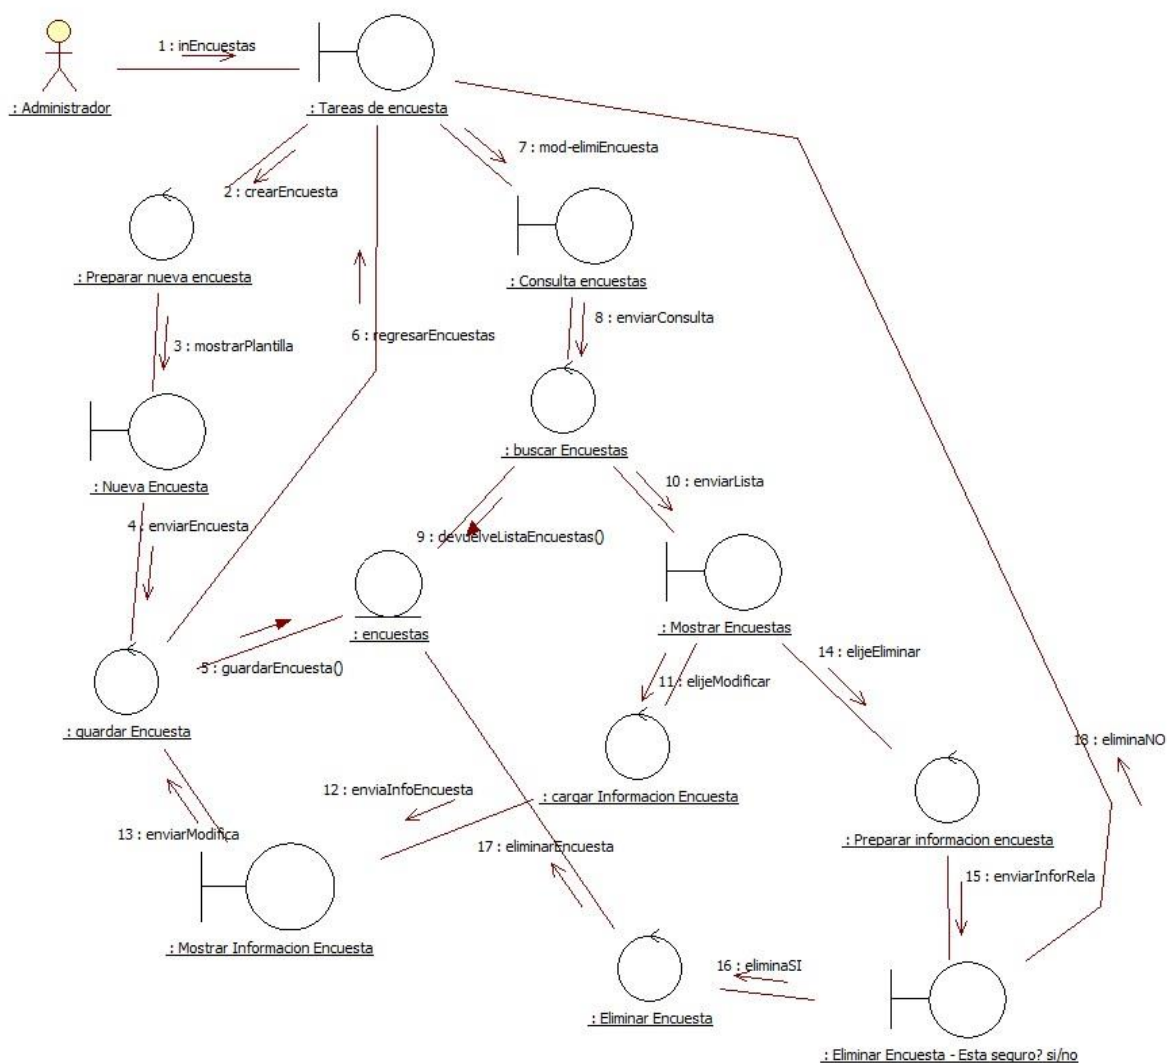 1 : inEncuestas
: Administrador
: Tareas de encuesta
7 : mod-elimiEncuesta
2 : crearEncuesta
: Preparar nueva encuesta
: Consulta encuestas
8 : enviarConsulta
6 : regresarEncuestas
3 : mostrarPlantilla
: buscar Encuestas
10 : enviarLista
: Nueva Encuesta
4 : enviarEncuesta
9 : devuelveListaEncuestas()
: encuestas
: Mostrar Encuestas
14 : elijeEliminar
5 : guardarEncuesta()
11 : elijeModificar
: guardar Encuesta
18 : eliminaNO
12 : enviaInfoEncuesta
: cargar Informacion Encuesta
13 : enviarModifica
17 : eliminarEncuesta
: Preparar informacion encuesta
15 : enviarInforRela
: Mostrar Informacion Encuesta
16 : eliminaSI
: Eliminar Encuesta
: Eliminar Encuesta - Esta seguro? si/no